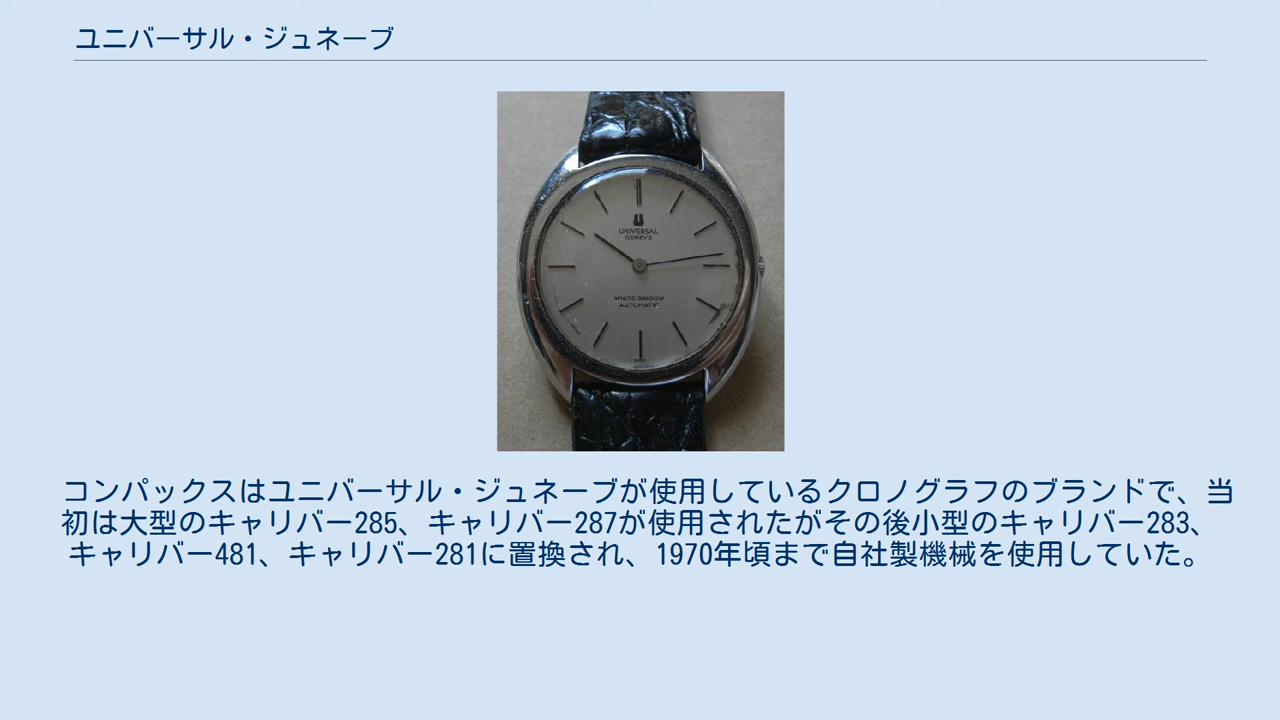 ユニバーサル・ジュネーブ
UNIVERSAL
GENEVE
WHITE SHADOW
AUTOMATIC
コンパックスはユニバーサル・ジュネーブが使用しているクロノグラフのブランドで、当
初は大型のキャリバー285、キャリバー287が使用されたがその後小型のキャリバー283、
キャリバー481、キャリバー281に置換され、1970年頃まで自社製機械を使用していた。